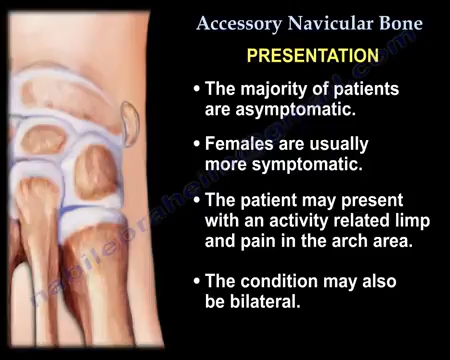 Accessory Navicular Bone
PRESENTATION
• The majority of patients
are asymptomatic.
• Females are usually
more symptomatic.
• The patient may present
with an activity related limp
and pain in the arch area.
• The condition may also
be bilateral.